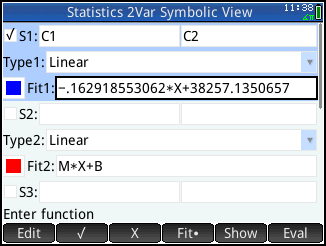 Statistics 2Var Symbolic View 11:38
√ S1: C1 C2
Type1: Linear
Fit1: -.162918553062*X+38257.1350657
S2:
Type2: Linear
Fit2: M*X+B
S3:
Enter function
Edit √ X Fit• Show Eval